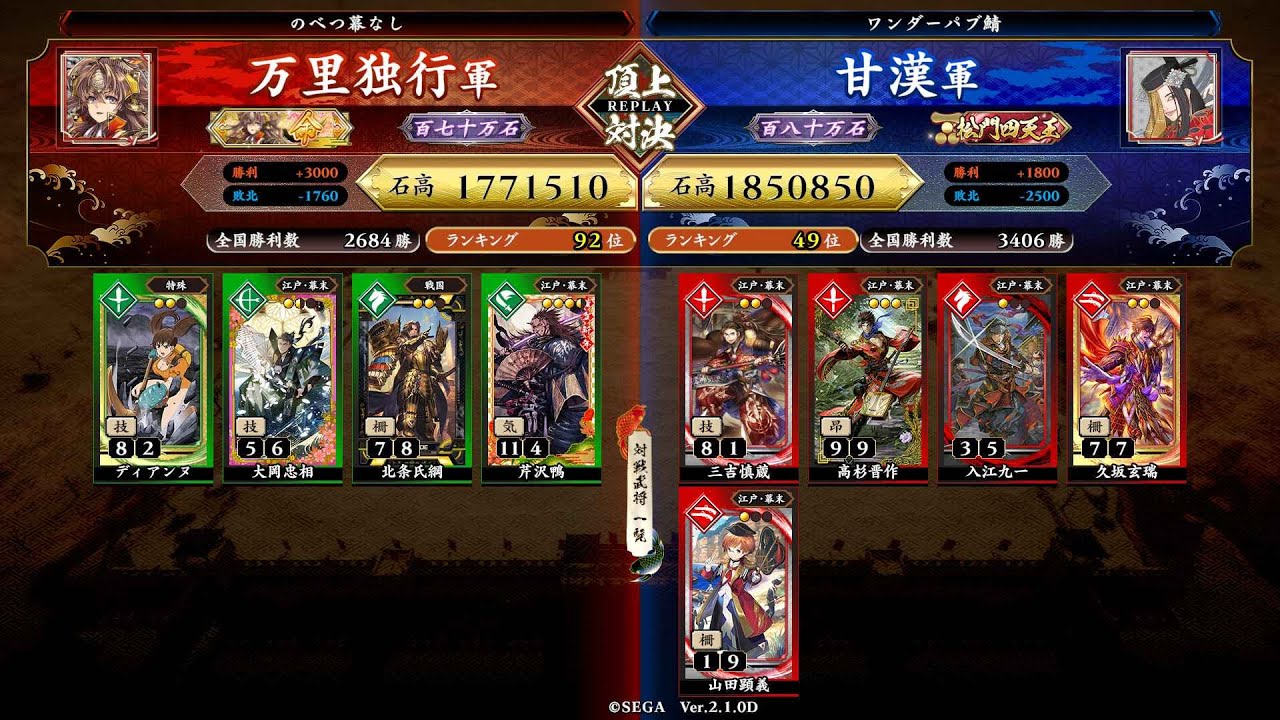 のべつ幕なし
ワンダーパブ鯖
万里独行軍
頂上
REPLAY
対決
甘漢軍
命
百七十万石
百八十万石
松門四天王
勝利 +3000
敗北 -1760
石高 1771510
石高 1850850
勝利 +1800
敗北 -2500
全国勝利数 2684勝
ランキング 92位
ランキング 49位
全国勝利数 3406勝
特殊
技
8 2
ディアンヌ
江戸・幕末
技
5 6
大岡忠相
戦国
柵
7 8
北条氏綱
江戸・幕末
気
11 4
芹沢鴨
対戦武将一覧
江戸・幕末
技
8 1
三吉慎蔵
江戸・幕末
昂
9 9
高杉晋作
江戸・幕末
3 5
入江九一
江戸・幕末
柵
7 7
久坂玄瑞
江戸・幕末
柵
1 9
山田顕義
©SEGA Ver.2.1.0D